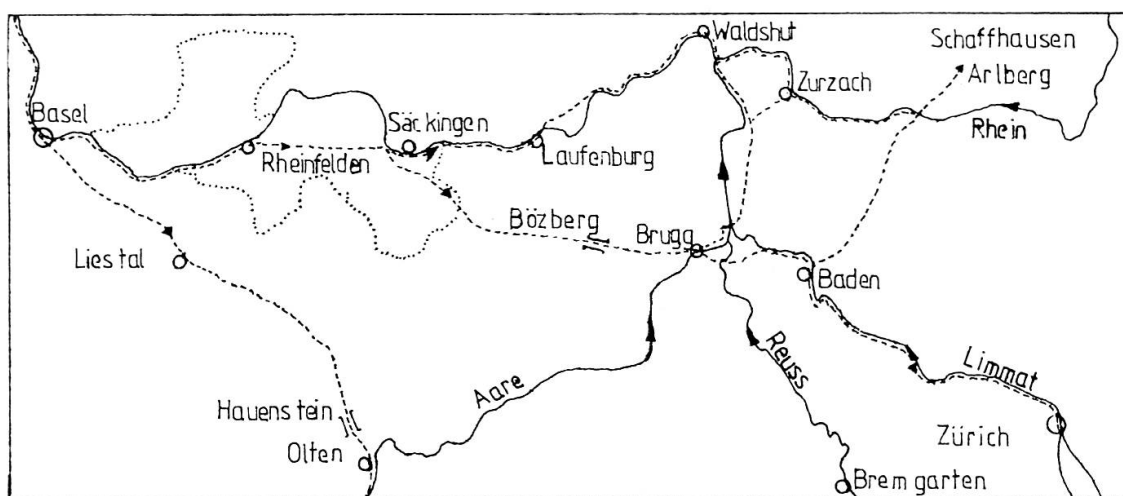 Waldshut
Schaffhausen
Arlberg
Basel
Zurzach
Säckingen
Rhein
Rheinfelden
Laufenburg
Bözberg
Brugg
Liestal
Baden
Reuss
Limmat
Aare
Hauenstein
Olten
Zürich
Bremgarten